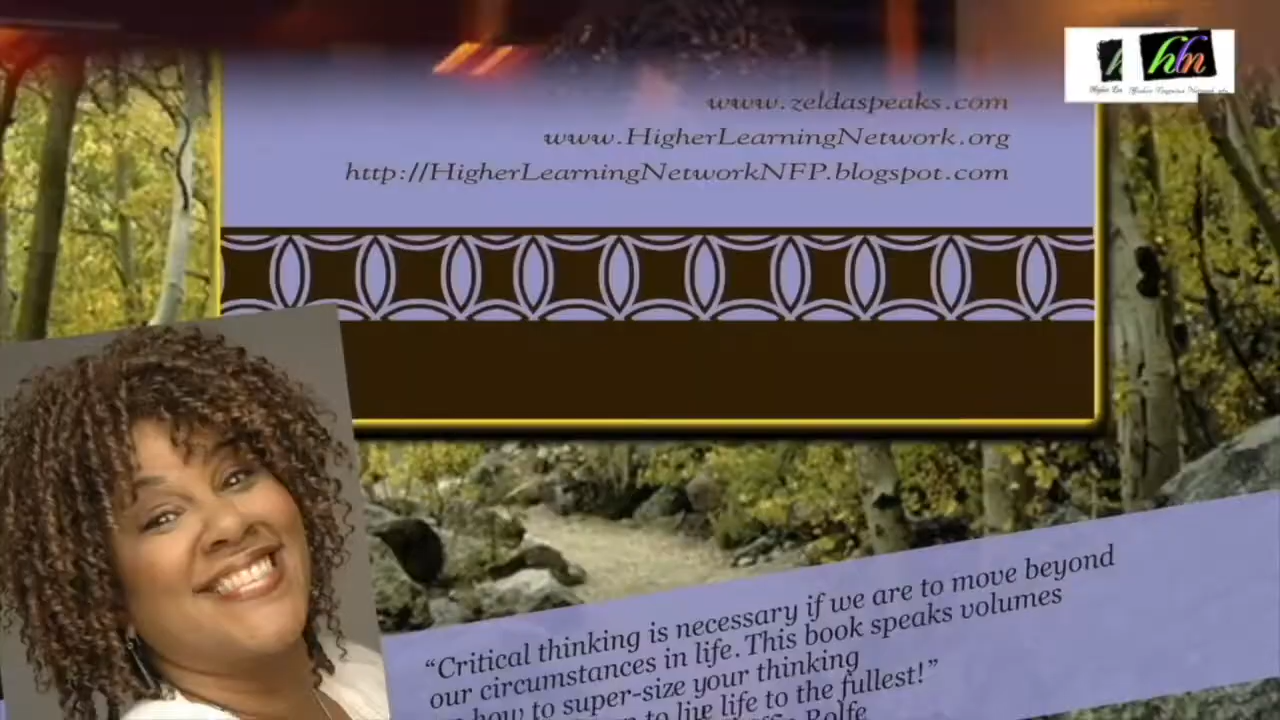 hln
www.zeldaspeaks.com
www.HigherLearningNetwork.org
http://HigherLearningNetworkNFP.blogspot.com
“Critical thinking is necessary if we are to move beyond
our circumstances in life. This book speaks volumes
how to super-size your thinking
to live life to the fullest!”
Rolfe